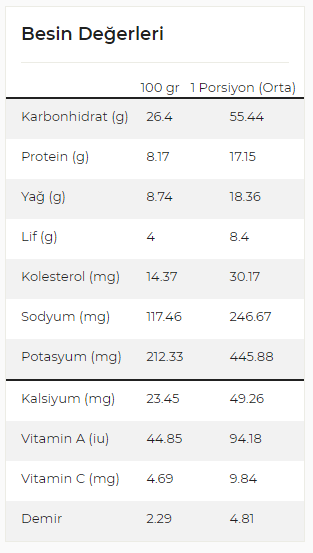 Besin Değerleri
100 gr 1 Porsiyon (Orta)
Karbonhidrat (g) 26.4 55.44
Protein (g) 8.17 17.15
Yağ (g) 8.74 18.36
Lif (g) 4 8.4
Kolesterol (mg) 14.37 30.17
Sodyum (mg) 117.46 246.67
Potasyum (mg) 212.33 445.88
Kalsiyum (mg) 23.45 49.26
Vitamin A (iu) 44.85 94.18
Vitamin C (mg) 4.69 9.84
Demir 2.29 4.81